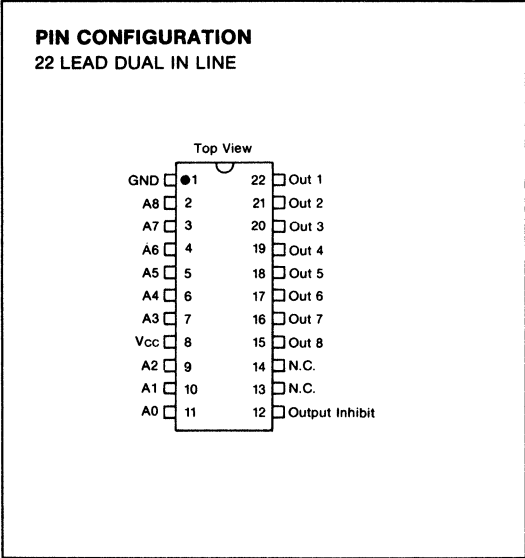 PIN CONFIGURATION
22 LEAD DUAL IN LINE
Top View
GND 1 22 Out 1
A8 2 21 Out 2
A7 3 20 Out 3
A6 4 19 Out 4
A5 5 18 Out 5
A4 6 17 Out 6
A3 7 16 Out 7
Vcc 8 15 Out 8
A2 9 14 N.C.
A1 10 13 N.C.
A0 11 12 Output Inhibit